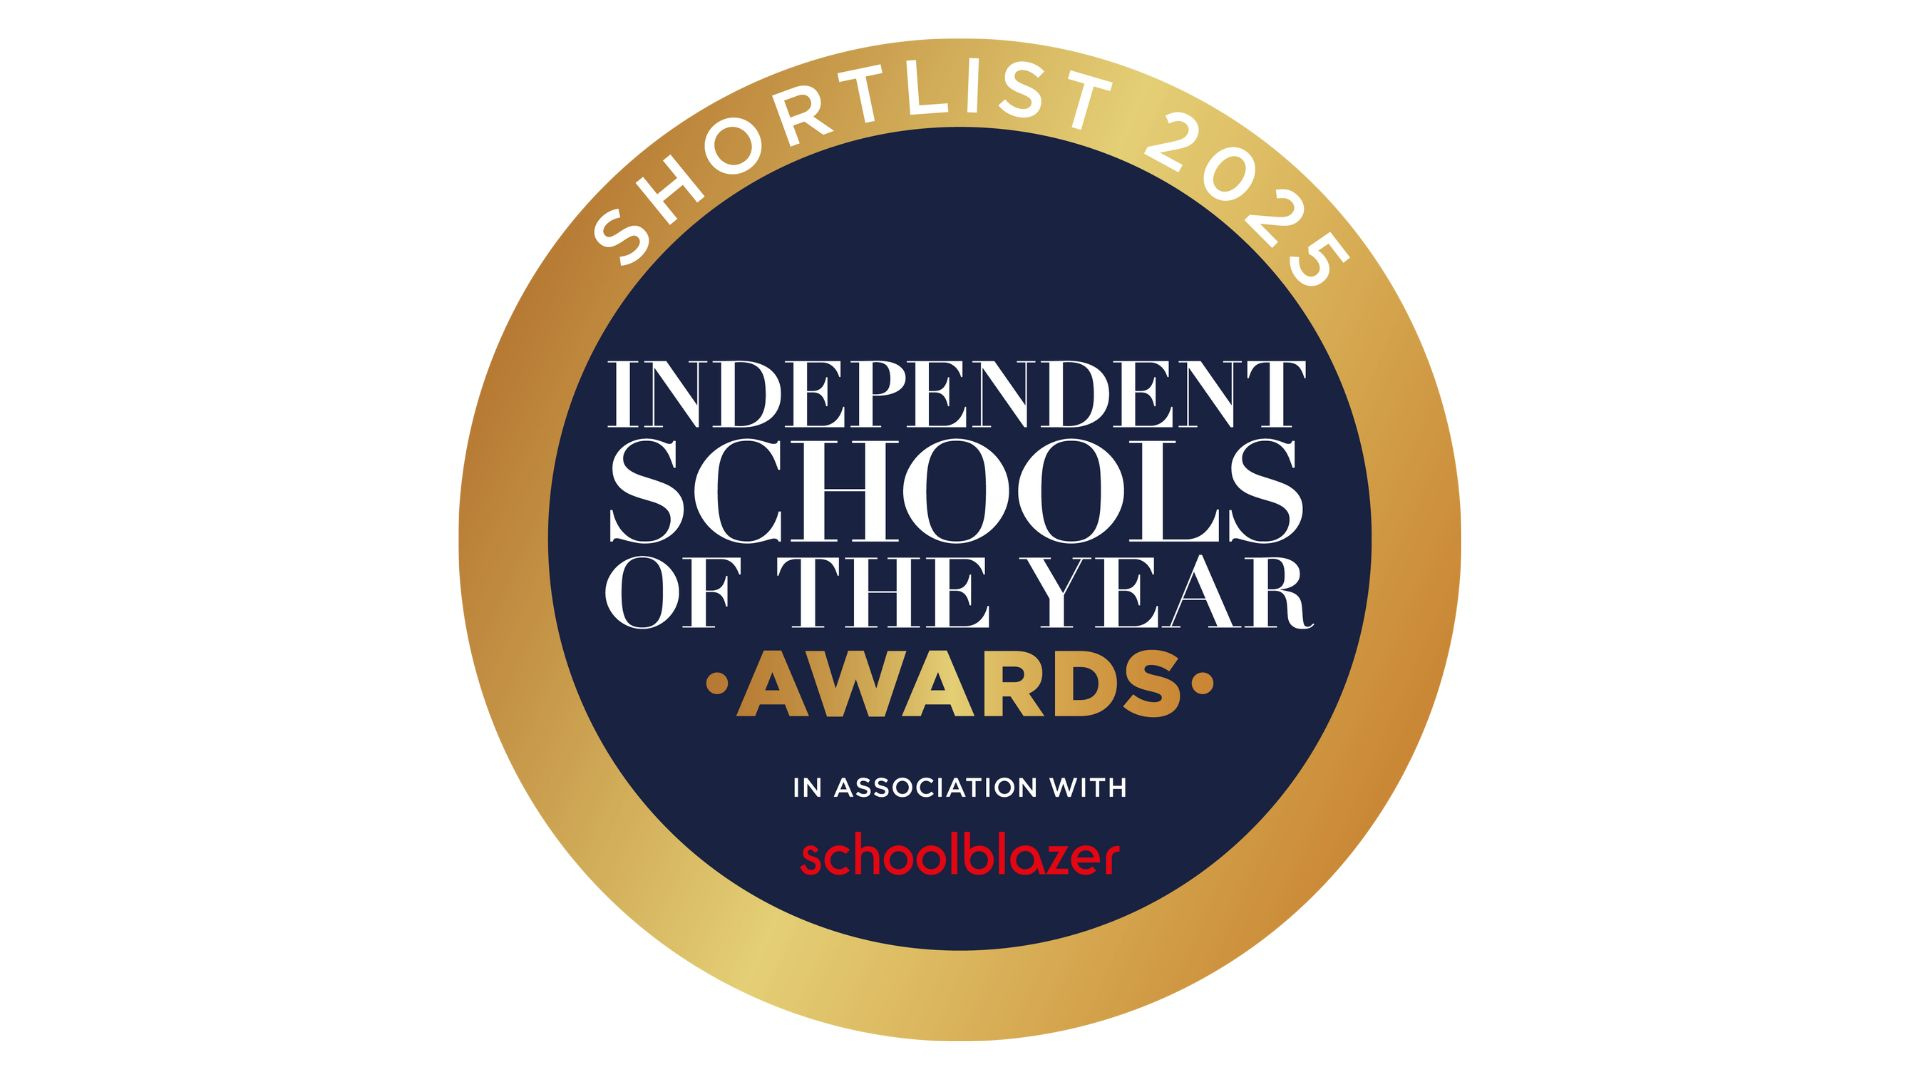 SHORTLIST 2025
INDEPENDENT
SCHOOLS
OF THE YEAR
•AWARDS•
IN ASSOCIATION WITH
schoolblazer